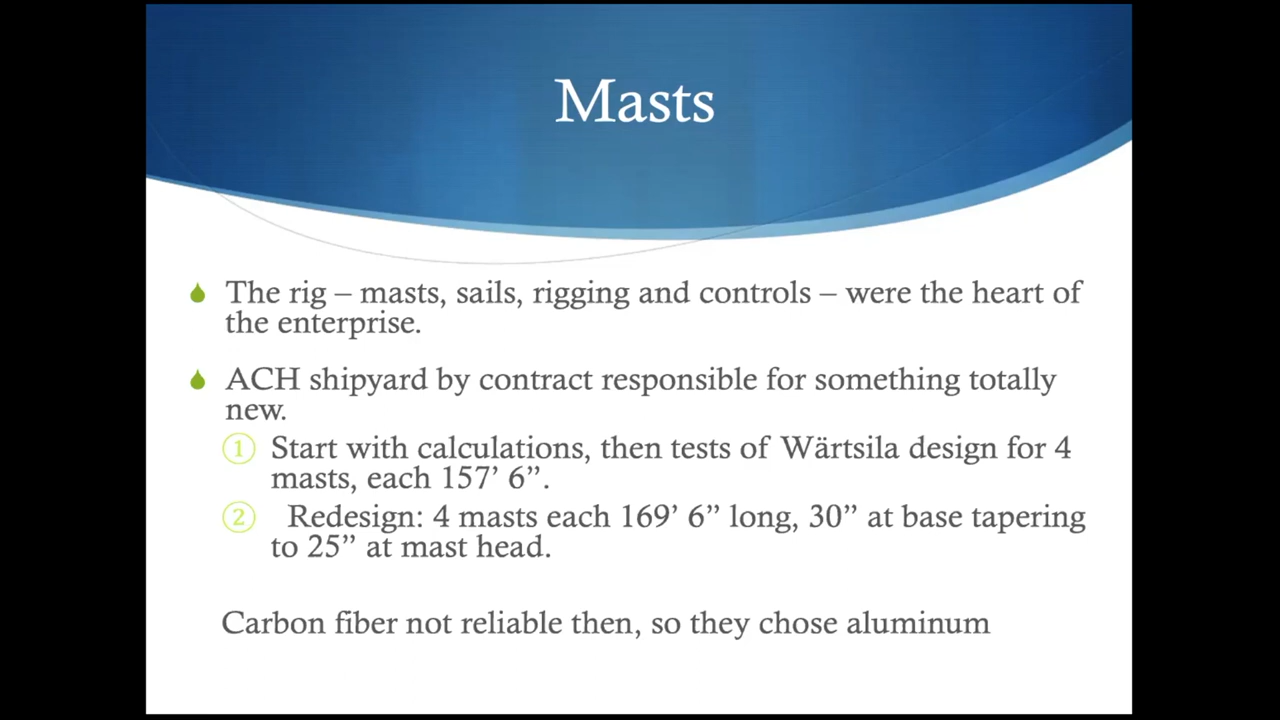 Masts
The rig – masts, sails, rigging and controls – were the heart of
the enterprise.
ACH shipyard by contract responsible for something totally
new.
① Start with calculations, then tests of Wärtsila design for 4
masts, each 157’ 6”.
② Redesign: 4 masts each 169’ 6” long, 30” at base tapering
to 25” at mast head.
Carbon fiber not reliable then, so they chose aluminum